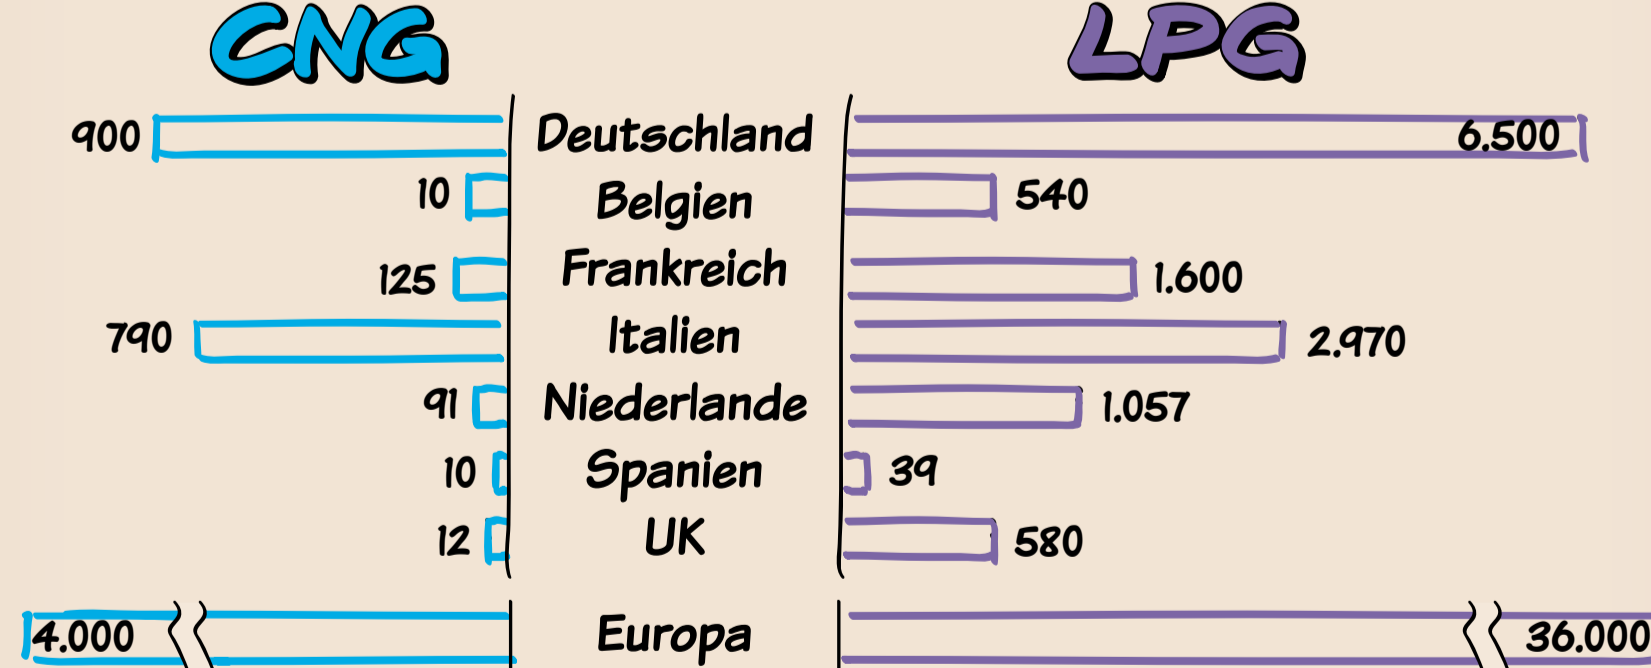 CNG LPG
900 Deutschland 6.500
10 Belgien 540
125 Frankreich 1.600
790 Italien 2.970
91 Niederlande 1.057
10 Spanien 39
12 UK 580
4.000 Europa 36.000